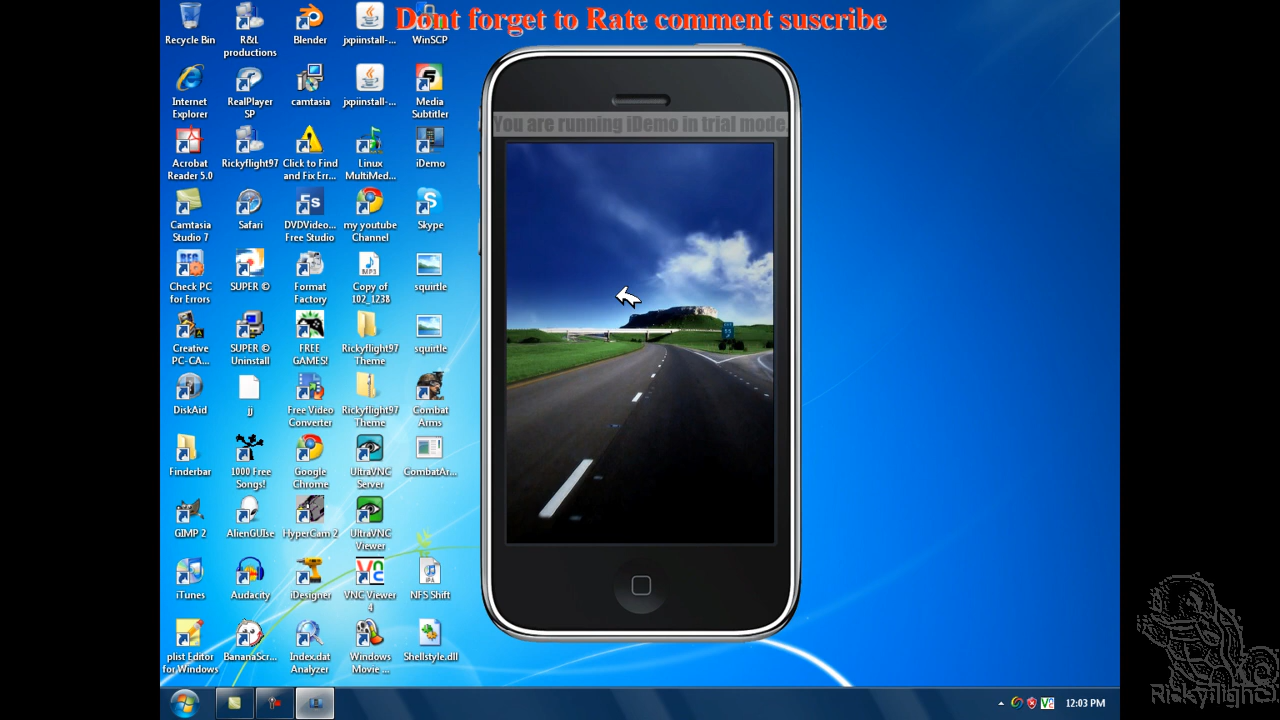 Dont forget to Rate comment suscribe
Recycle Bin
R&L productions
Blender
jxpiinstall-...
WinSCP
Internet Explorer
RealPlayer SP
camtasia
jxpiinstall-...
Media Subtitler
You are running iDemo in trial mode.
Acrobat Reader 5.0
Rickyflight97
Click to Find and Fix Err...
Linux MultiMed...
iDemo
Camtasia Studio 7
Safari
DVDVideo... Free Studio
my youtube Channel
Skype
Check PC for Errors
SUPER ©
Format Factory
Copy of 102_1238
squirtle
Creative PC-CA...
SUPER © Uninstall
FREE GAMES!
Rickyflight97 Theme
squirtle
DiskAid
jj
Free Video Converter
Rickyflight97 Theme
Combat Arms
Finderbar
1000 Free Songs!
Google Chrome
UltraVNC Server
CombatAr...
GIMP 2
AlienGUIse
HyperCam 2
UltraVNC Viewer
iTunes
Audacity
iDesigner
VNC Viewer 4
NFS Shift
plist Editor for Windows
BananaScr...
Index.dat Analyzer
Windows Movie ...
Shellstyle.dll
12:03 PM